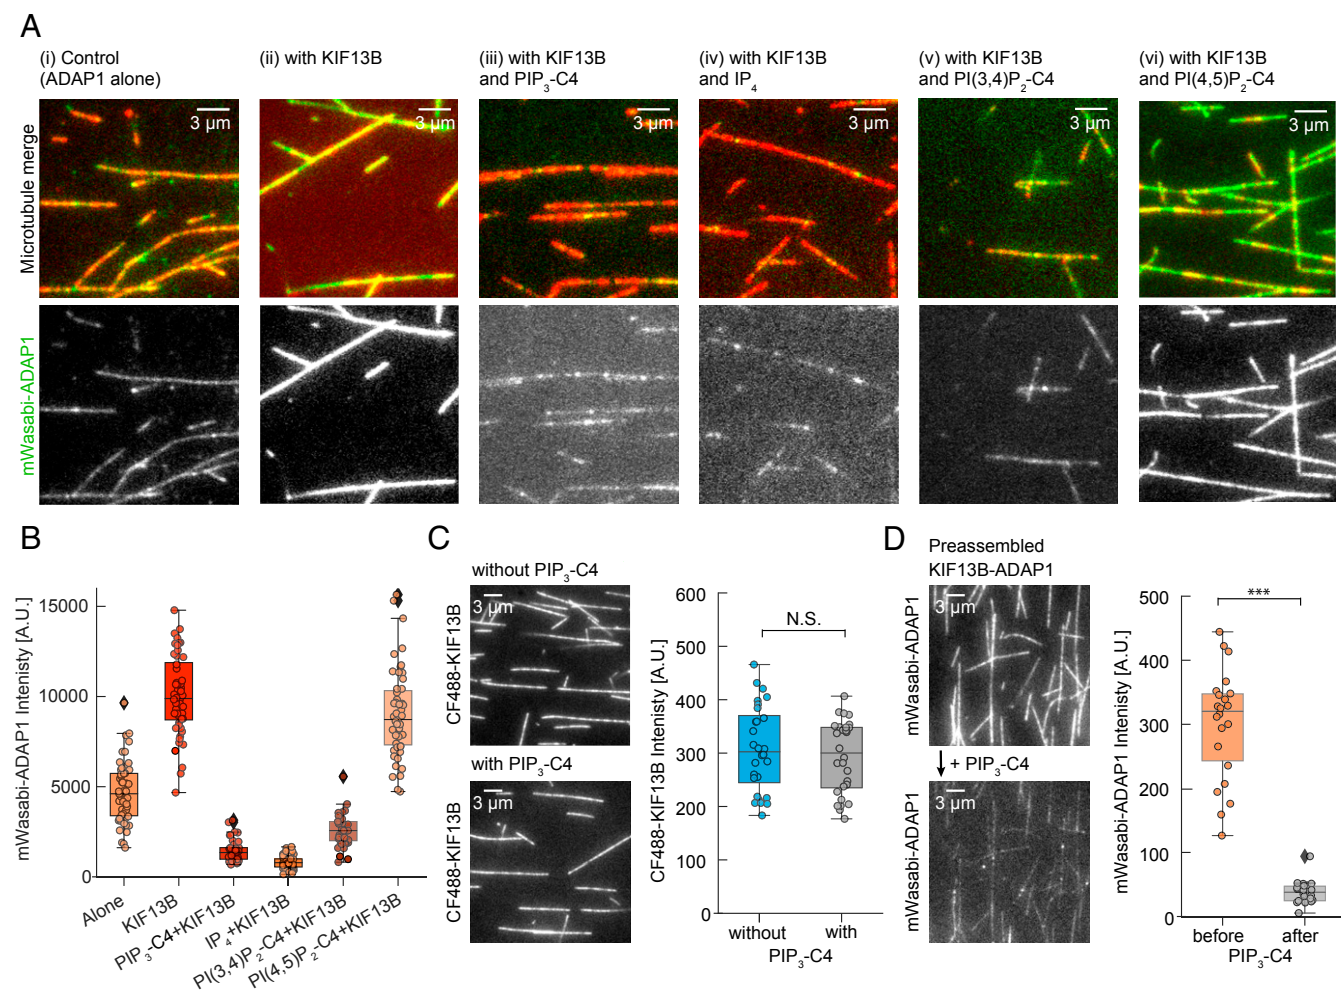 A
(i) Control
(ADAP1 alone)
(ii) with KIF13B
(iii) with KIF13B
and PIP₃-C4
(iv) with KIF13B
and IP₄
(v) with KIF13B
and PI(3,4)P₂-C4
(vi) with KIF13B
and PI(4,5)P₂-C4
Microtubule merge
3 µm
3 µm
3 µm
3 µm
3 µm
3 µm
mWasabi-ADAP1
B
mWasabi-ADAP1 Intenisty [A.U.]
15000
10000
5000
0
Alone
KIF13B
PIP₃-C4+KIF13B
IP₄+KIF13B
PI(3,4)P₂-C4+KIF13B
PI(4,5)P₂-C4+KIF13B
C
without PIP₃-C4
CF488-KIF13B
3 µm
with PIP₃-C4
CF488-KIF13B
3 µm
CF488-KIF13B Intenisty [A.U.]
600
500
400
300
200
100
0
N.S.
without
with
PIP₃-C4
D
Preassembled
KIF13B-ADAP1
mWasabi-ADAP1
3 µm
+ PIP₃-C4
mWasabi-ADAP1
3 µm
mWasabi-ADAP1 Intenisty [A.U.]
500
400
300
200
100
0
***
before
after
PIP₃-C4